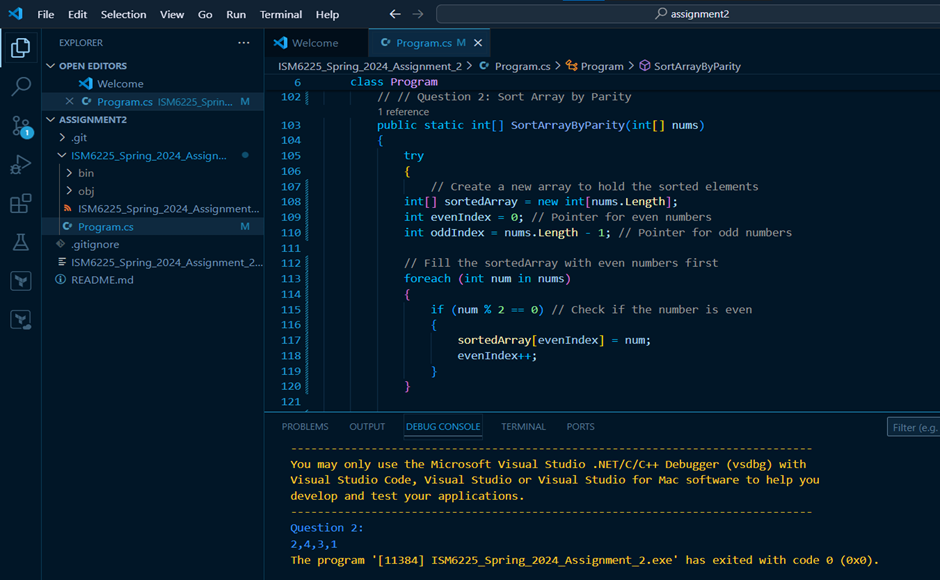 File Edit Selection View Go Run Terminal Help
assignment2
EXPLORER
OPEN EDITORS
Welcome
Program.cs ISM6225_Sprin... M
ASSIGNMENT2
.git
ISM6225_Spring_2024_Assign...
bin
obj
ISM6225_Spring_2024_Assignment...
Program.cs M
.gitignore
ISM6225_Spring_2024_Assignment_2...
README.md
1
Welcome
Program.cs M
ISM6225_Spring_2024_Assignment_2 > Program.cs > Program > SortArrayByParity
6 class Program
102 // // Question 2: Sort Array by Parity
1 reference
103 public static int[] SortArrayByParity(int[] nums)
104 {
105 try
106 {
107 // Create a new array to hold the sorted elements
108 int[] sortedArray = new int[nums.Length];
109 int evenIndex = 0; // Pointer for even numbers
110 int oddIndex = nums.Length - 1; // Pointer for odd numbers
111
112 // Fill the sortedArray with even numbers first
113 foreach (int num in nums)
114 {
115 if (num % 2 == 0) // Check if the number is even
116 {
117 sortedArray[evenIndex] = num;
118 evenIndex++;
119 }
120 }
121
PROBLEMS OUTPUT DEBUG CONSOLE TERMINAL PORTS
Filter (e.g.
------------------------------------------------------------------------------
You may only use the Microsoft Visual Studio .NET/C/C++ Debugger (vsdbg) with
Visual Studio Code, Visual Studio or Visual Studio for Mac software to help you
develop and test your applications.
------------------------------------------------------------------------------
Question 2:
2,4,3,1
The program '[11384] ISM6225_Spring_2024_Assignment_2.exe' has exited with code 0 (0x0).